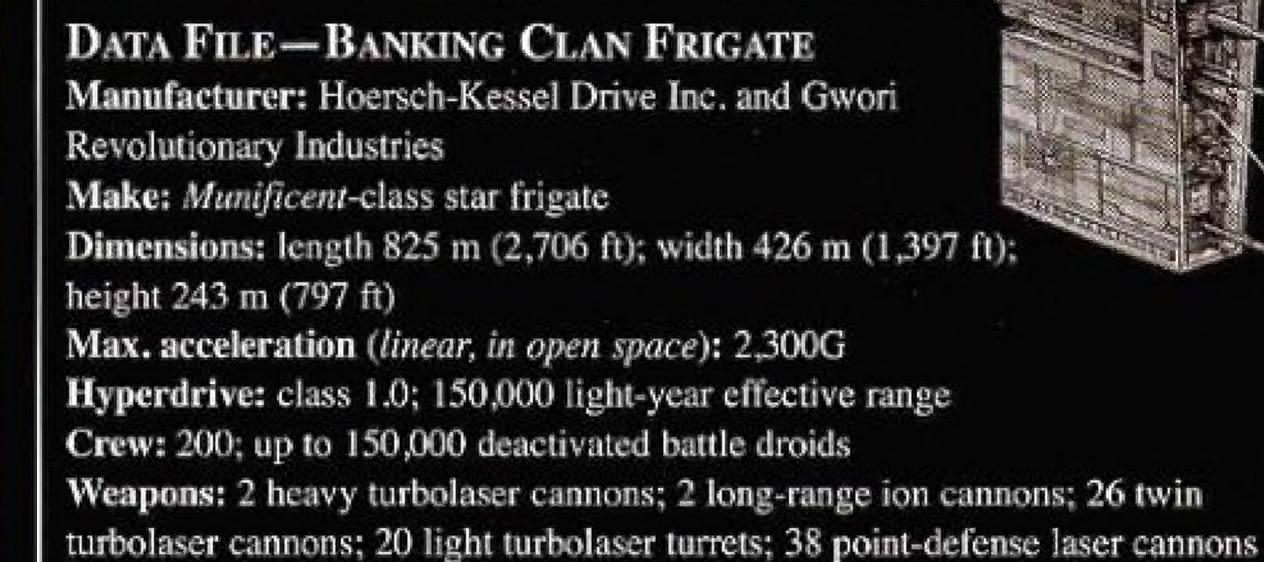 DATA FILE—BANKING CLAN FRIGATE
Manufacturer: Hoersch-Kessel Drive Inc. and Gwori
Revolutionary Industries
Make: Munificent-class star frigate
Dimensions: length 825 m (2,706 ft); width 426 m (1,397 ft);
height 243 m (797 ft)
Max. acceleration (linear, in open space): 2,300G
Hyperdrive: class 1.0; 150,000 light-year effective range
Crew: 200; up to 150,000 deactivated battle droids
Weapons: 2 heavy turbolaser cannons; 2 long-range ion cannons; 26 twin
turbolaser cannons; 20 light turbolaser turrets; 38 point-defense laser cannons